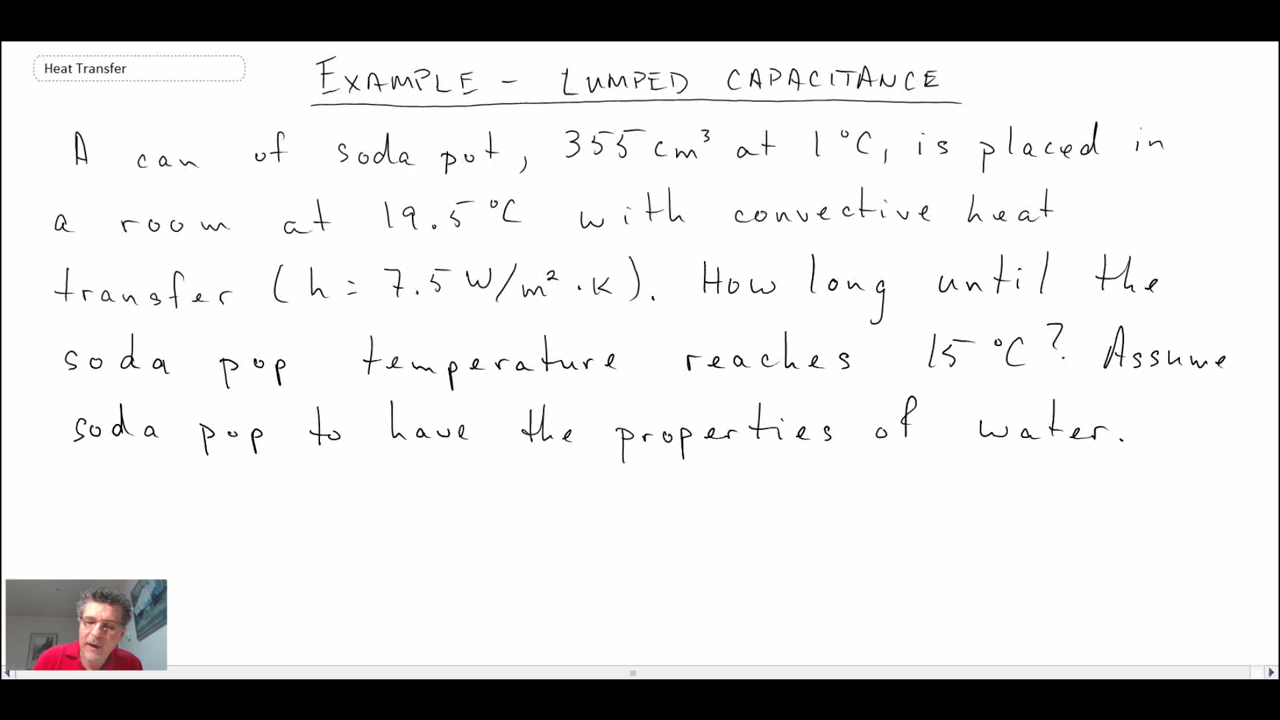 Heat Transfer
EXAMPLE - LUMPED CAPACITANCE
A can of soda pot, 355 cm³ at 1°C, is placed in
a room at 19.5°C with convective heat
transfer (h = 7.5 W/m²·K). How long until the
soda pop temperature reaches 15°C? Assume
soda pop to have the properties of water.